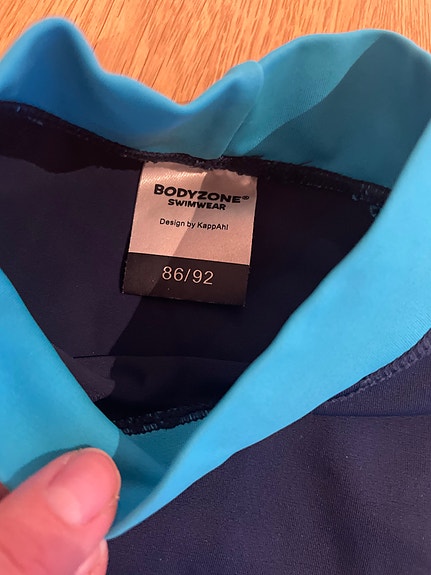 BODYZONE®
SWIMWEAR
Design by KappAhl
86/92